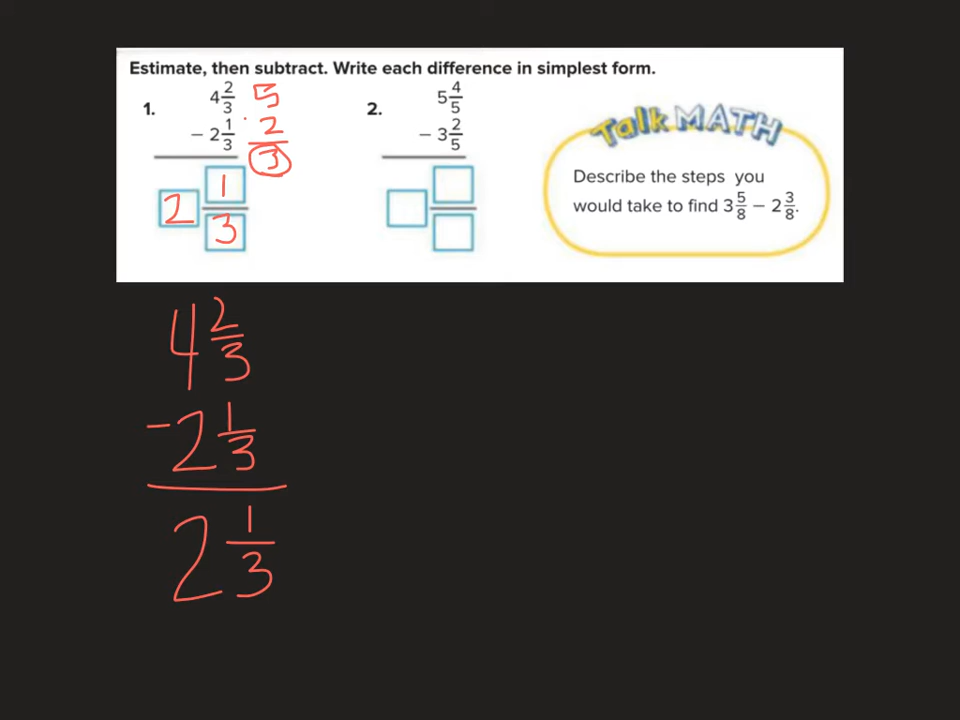 Estimate, then subtract. Write each difference in simplest form.
1.
4 2/3
− 2 1/3
2 1/3
5
- 2
3
2.
5 4/5
− 3 2/5
Talk MATH
Describe the steps you
would take to find 3 5/8 − 2 3/8.
4 2/3
- 2 1/3
2 1/3